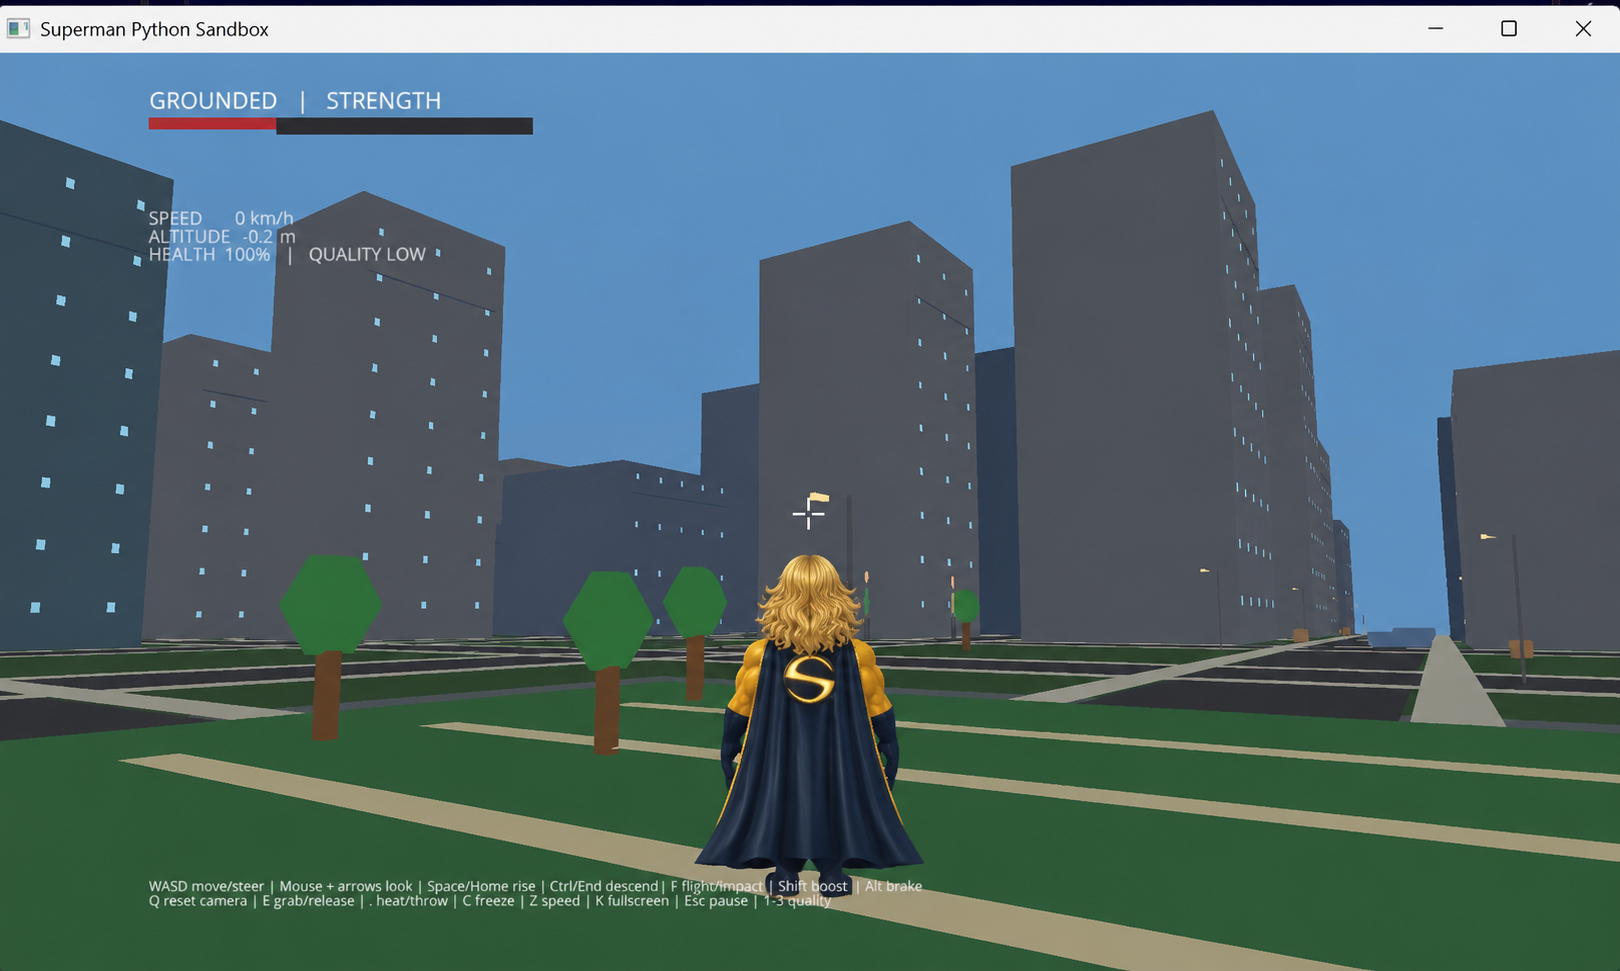 Superman Python Sandbox
GROUNDED | STRENGTH
SPEED 0 km/h
ALTITUDE -0.2 m
HEALTH 100% | QUALITY LOW
S
WASD move/steer | Mouse + arrows look | Space/Home rise | Ctrl/End descend | F flight/impact | Shift boost | Alt brake
Q reset camera | E grab/release | . heat/throw | C freeze | Z speed | K fullscreen | Esc pause | 1-3 quality